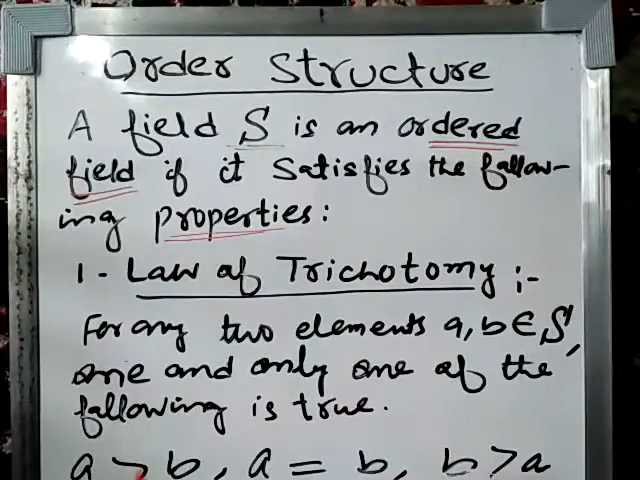 Order Structure
A field S is an ordered
field if it satisfies the follow-
ing properties:
1- Law of Trichotomy :-
For any two elements a, b ∈ S,
one and only one of the
following is true.
a > b, a = b, b > a